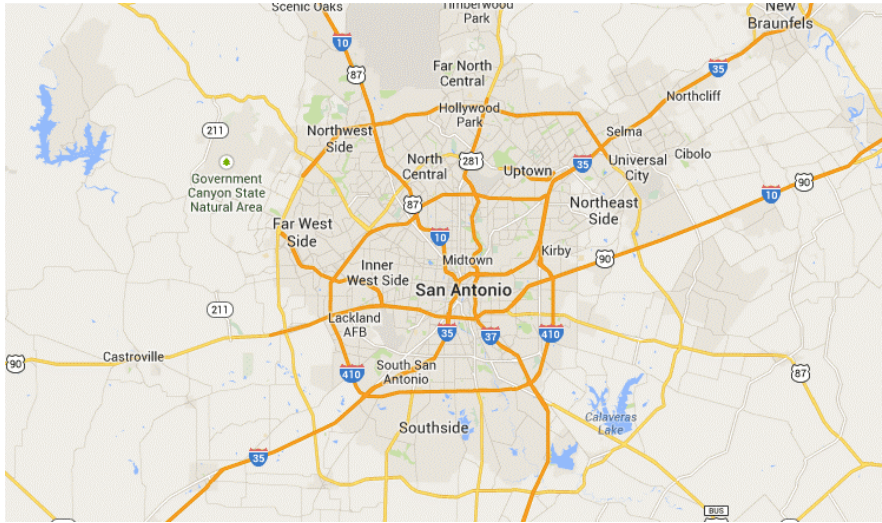 Scenic Oaks
Timberwood
Park
New
Braunfels
10
87
Far North
Central
35
Northcliff
Hollywood
Park
211
Northwest
Side
Selma
Government
Canyon State
Natural Area
North
Central
281
Uptown
35
Universal
City
Cibolo
90
10
87
Northeast
Side
Far West
Side
10
Midtown
Kirby
90
Inner
West Side
San Antonio
211
Lackland
AFB
35
37
410
90
Castroville
410
South San
Antonio
87
Southside
Calaveras
Lake
35
BUS